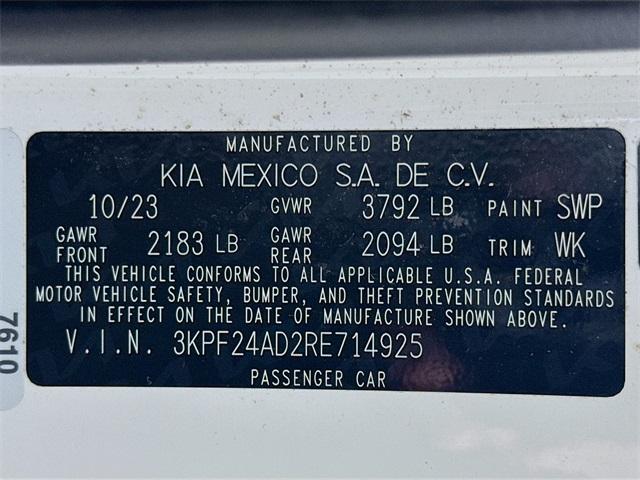 MANUFACTURED BY
KIA MEXICO S.A. DE C.V.
10/23 GVWR 3792 LB PAINT SWP
GAWR FRONT 2183 LB GAWR REAR 2094 LB TRIM WK
THIS VEHICLE CONFORMS TO ALL APPLICABLE U.S.A. FEDERAL
MOTOR VEHICLE SAFETY, BUMPER, AND THEFT PREVENTION STANDARDS
IN EFFECT ON THE DATE OF MANUFACTURE SHOWN ABOVE.
V.I.N. 3KPF24AD2RE714925
PASSENGER CAR
7610